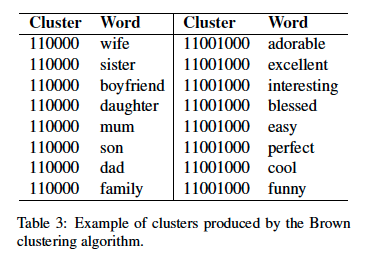 Cluster Word Cluster Word
110000 wife 11001000 adorable
110000 sister 11001000 excellent
110000 boyfriend 11001000 interesting
110000 daughter 11001000 blessed
110000 mum 11001000 easy
110000 son 11001000 perfect
110000 dad 11001000 cool
110000 family 11001000 funny
Table 3: Example of clusters produced by the Brown
clustering algorithm.